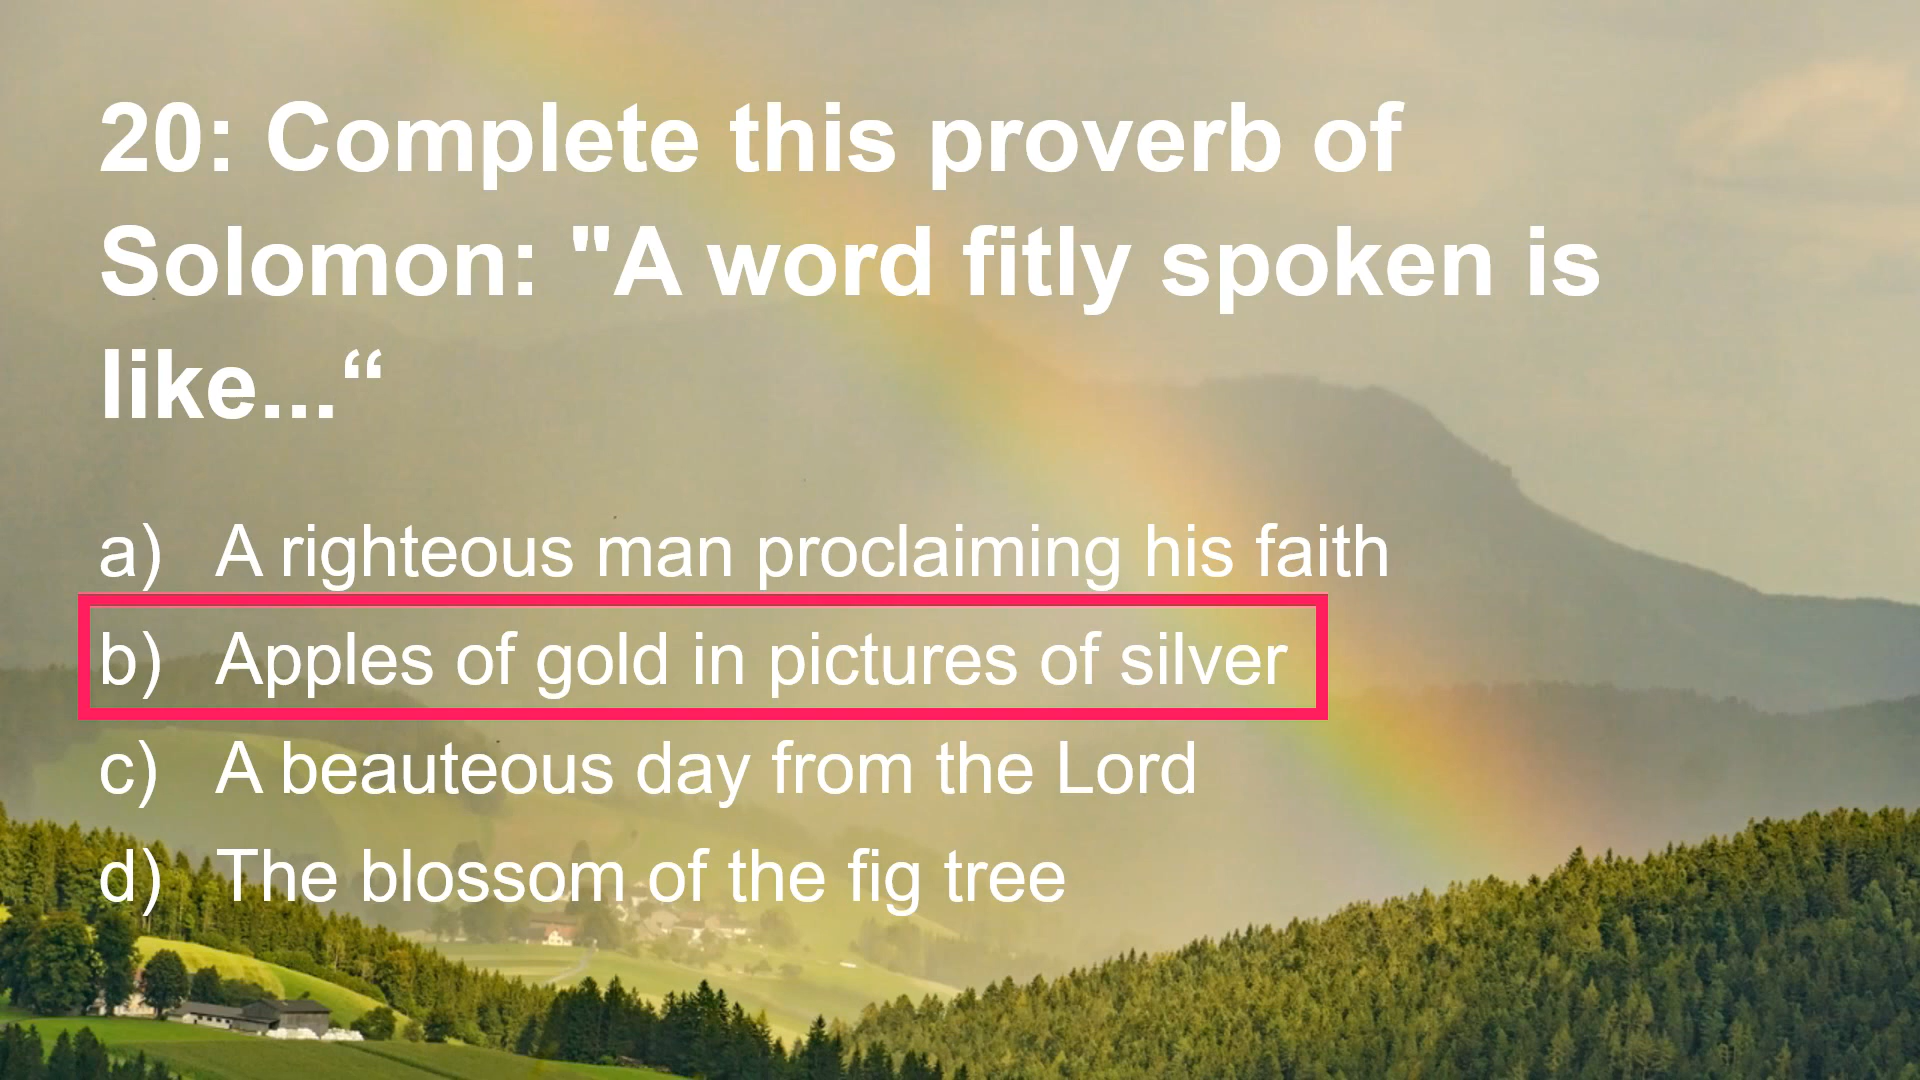 20: Complete this proverb of
Solomon: "A word fitly spoken is
like...“
a) A righteous man proclaiming his faith
b) Apples of gold in pictures of silver
c) A beauteous day from the Lord
d) The blossom of the fig tree